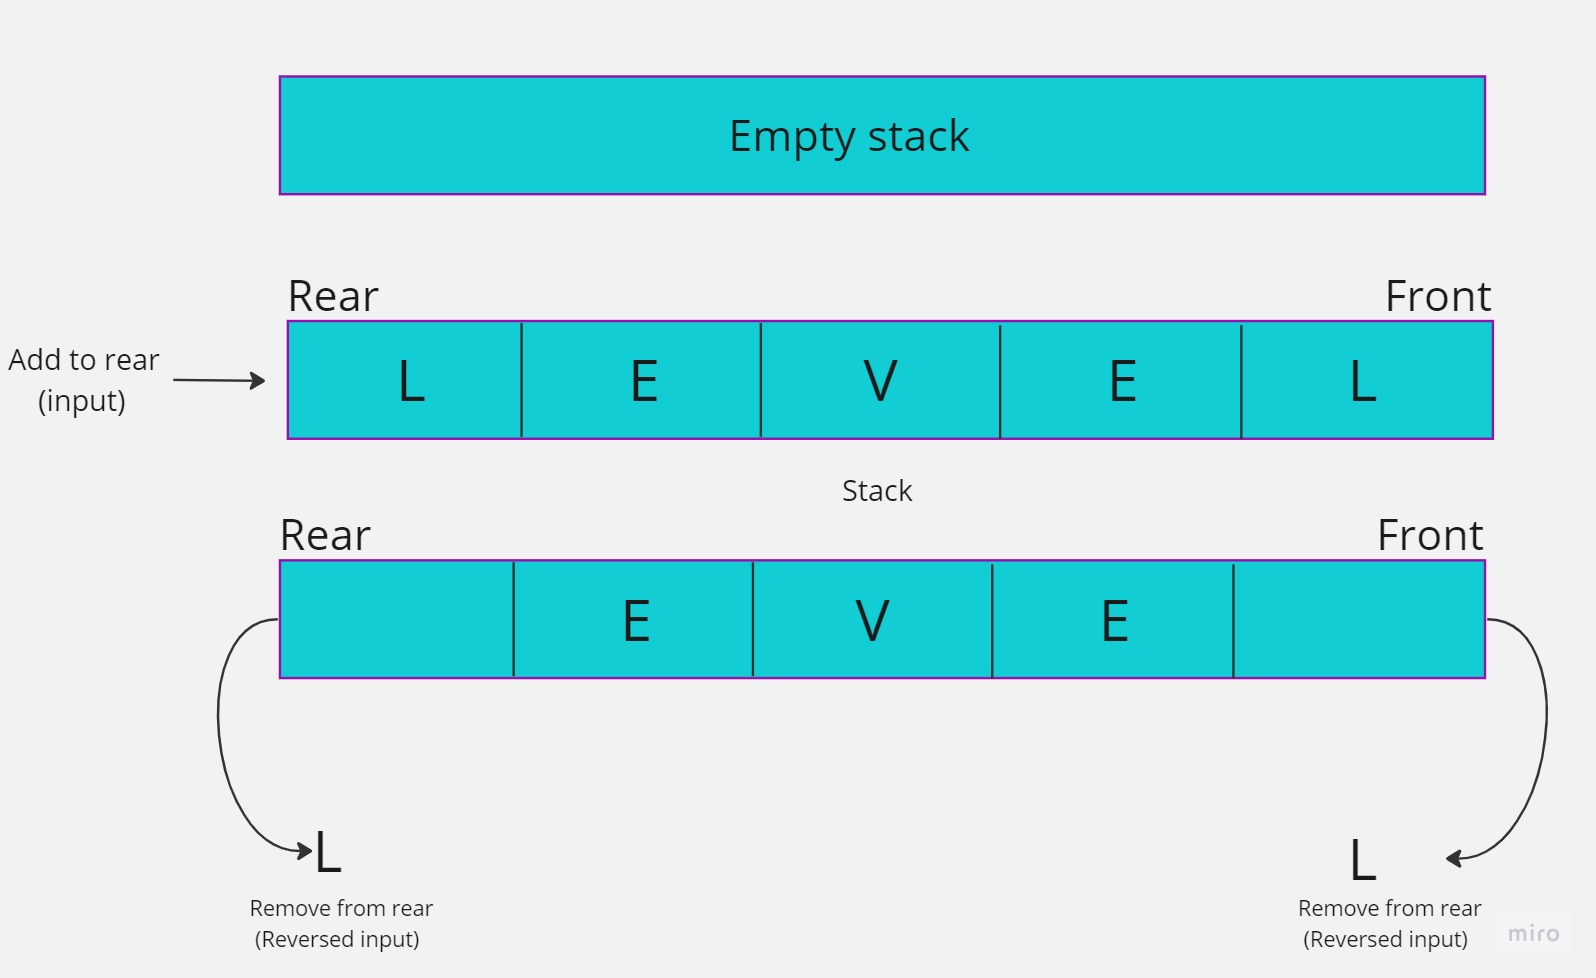 Empty stack
Rear
Front
Add to rear
(input)
L E V E L
Stack
Rear
Front
E V E
L
L
Remove from rear
(Reversed input)
Remove from rear
(Reversed input)
miro